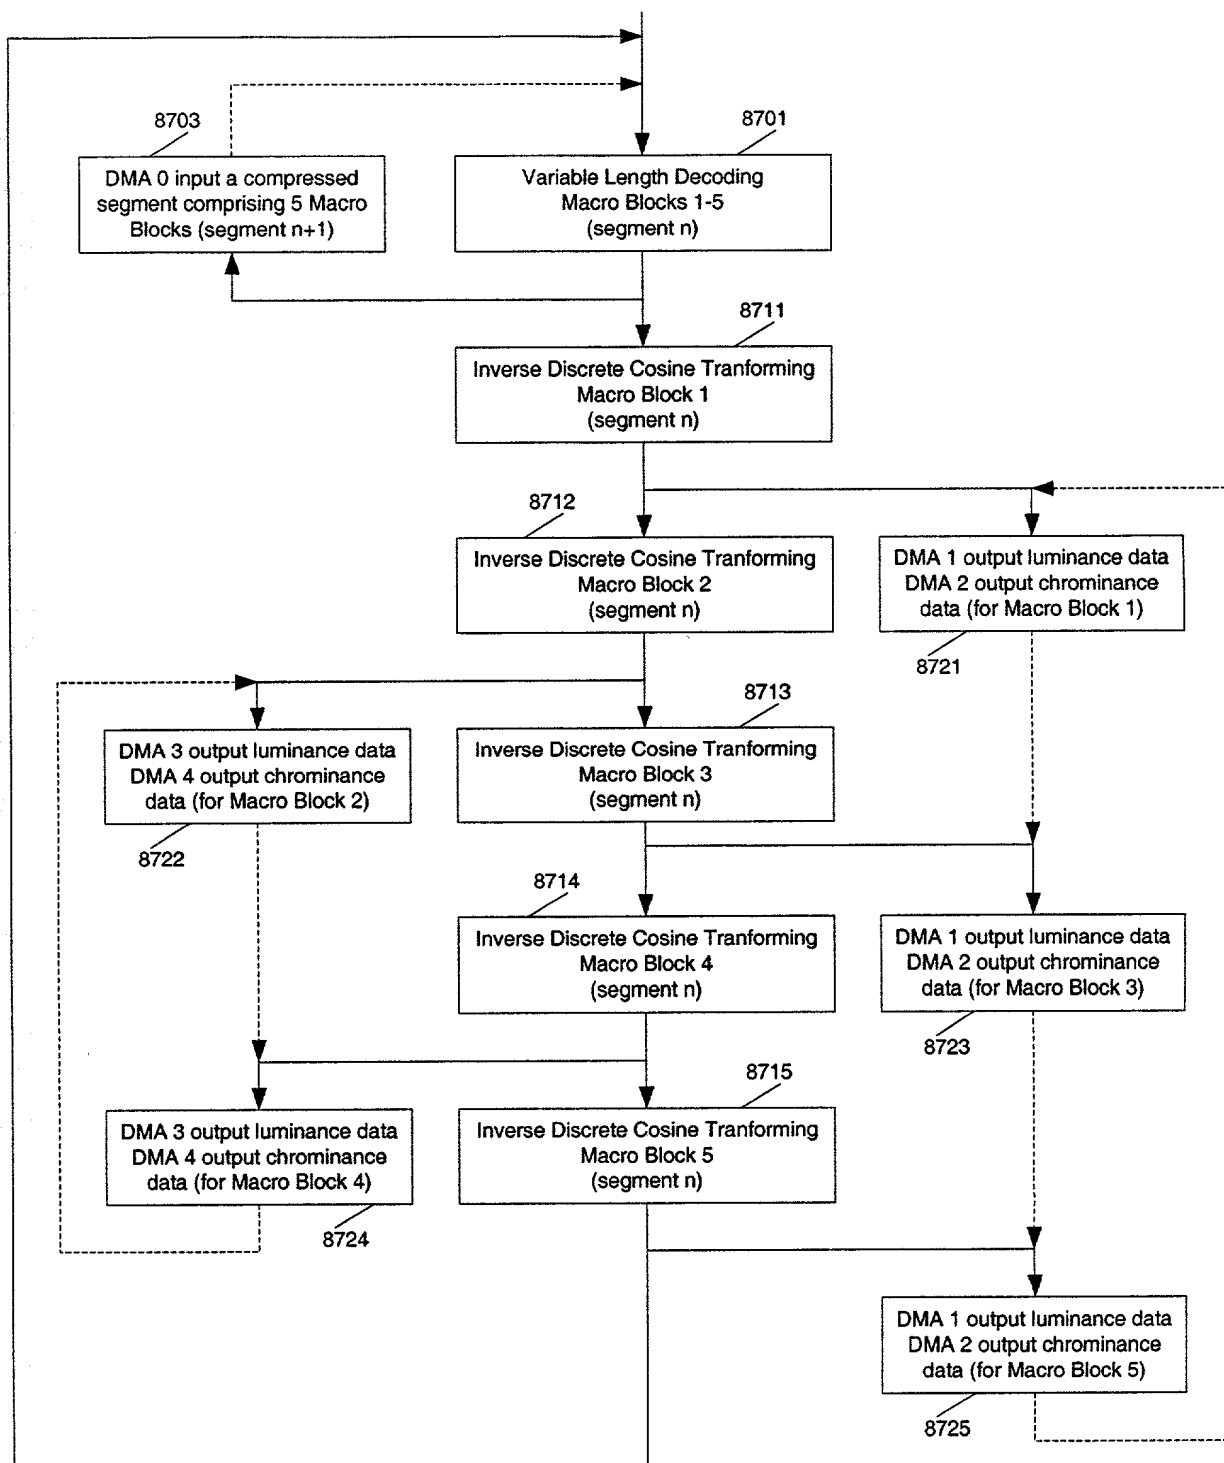 8703
8701
DMA 0 input a compressed
segment comprising 5 Macro
Blocks (segment n+1)
Variable Length Decoding
Macro Blocks 1-5
(segment n)
8711
Inverse Discrete Cosine Tranforming
Macro Block 1
(segment n)
8712
Inverse Discrete Cosine Tranforming
Macro Block 2
(segment n)
DMA 1 output luminance data
DMA 2 output chrominance
data (for Macro Block 1)
8721
8713
DMA 3 output luminance data
DMA 4 output chrominance
data (for Macro Block 2)
Inverse Discrete Cosine Tranforming
Macro Block 3
(segment n)
8722
8714
Inverse Discrete Cosine Tranforming
Macro Block 4
(segment n)
DMA 1 output luminance data
DMA 2 output chrominance
data (for Macro Block 3)
8723
8715
DMA 3 output luminance data
DMA 4 output chrominance
data (for Macro Block 4)
Inverse Discrete Cosine Tranforming
Macro Block 5
(segment n)
8724
DMA 1 output luminance data
DMA 2 output chrominance
data (for Macro Block 5)
8725